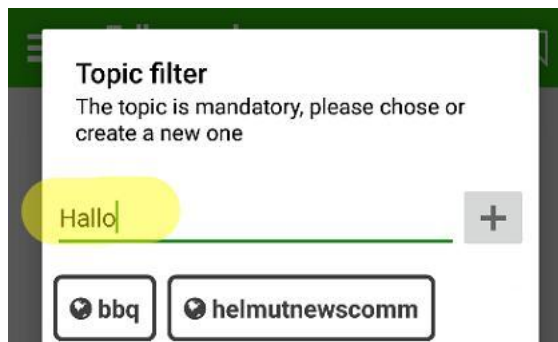 Topic filter
The topic is mandatory, please chose or
create a new one
Hallo
+
bbq helmutnewscomm